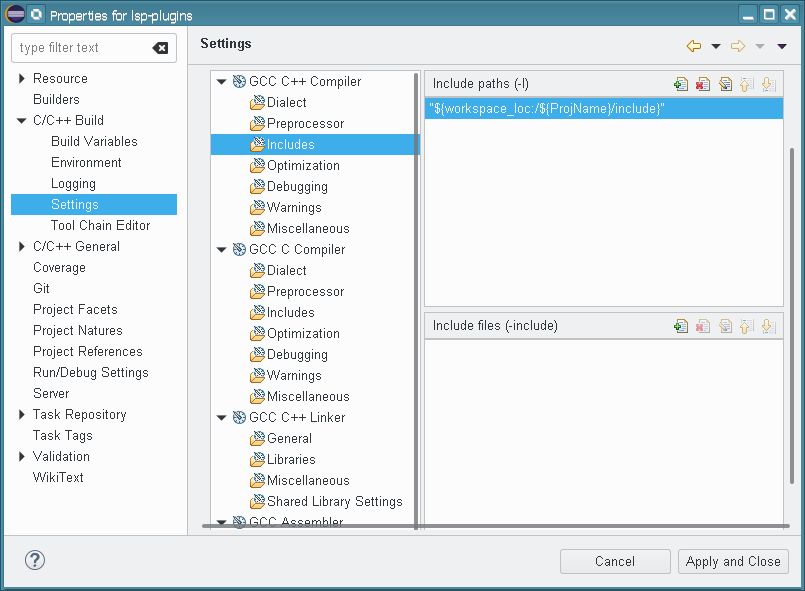 Properties for lsp-plugins
type filter text
Resource
Builders
C/C++ Build
Build Variables
Environment
Logging
Settings
Tool Chain Editor
C/C++ General
Coverage
Git
Project Facets
Project Natures
Project References
Run/Debug Settings
Server
Task Repository
Task Tags
Validation
WikiText
Settings
GCC C++ Compiler
Dialect
Preprocessor
Includes
Optimization
Debugging
Warnings
Miscellaneous
GCC C Compiler
Dialect
Preprocessor
Includes
Optimization
Debugging
Warnings
Miscellaneous
GCC C++ Linker
General
Libraries
Miscellaneous
Shared Library Settings
GCC Assembler
Include paths (-I)
"${workspace_loc:/${ProjName}/include}"
Include files (-include)
Cancel
Apply and Close